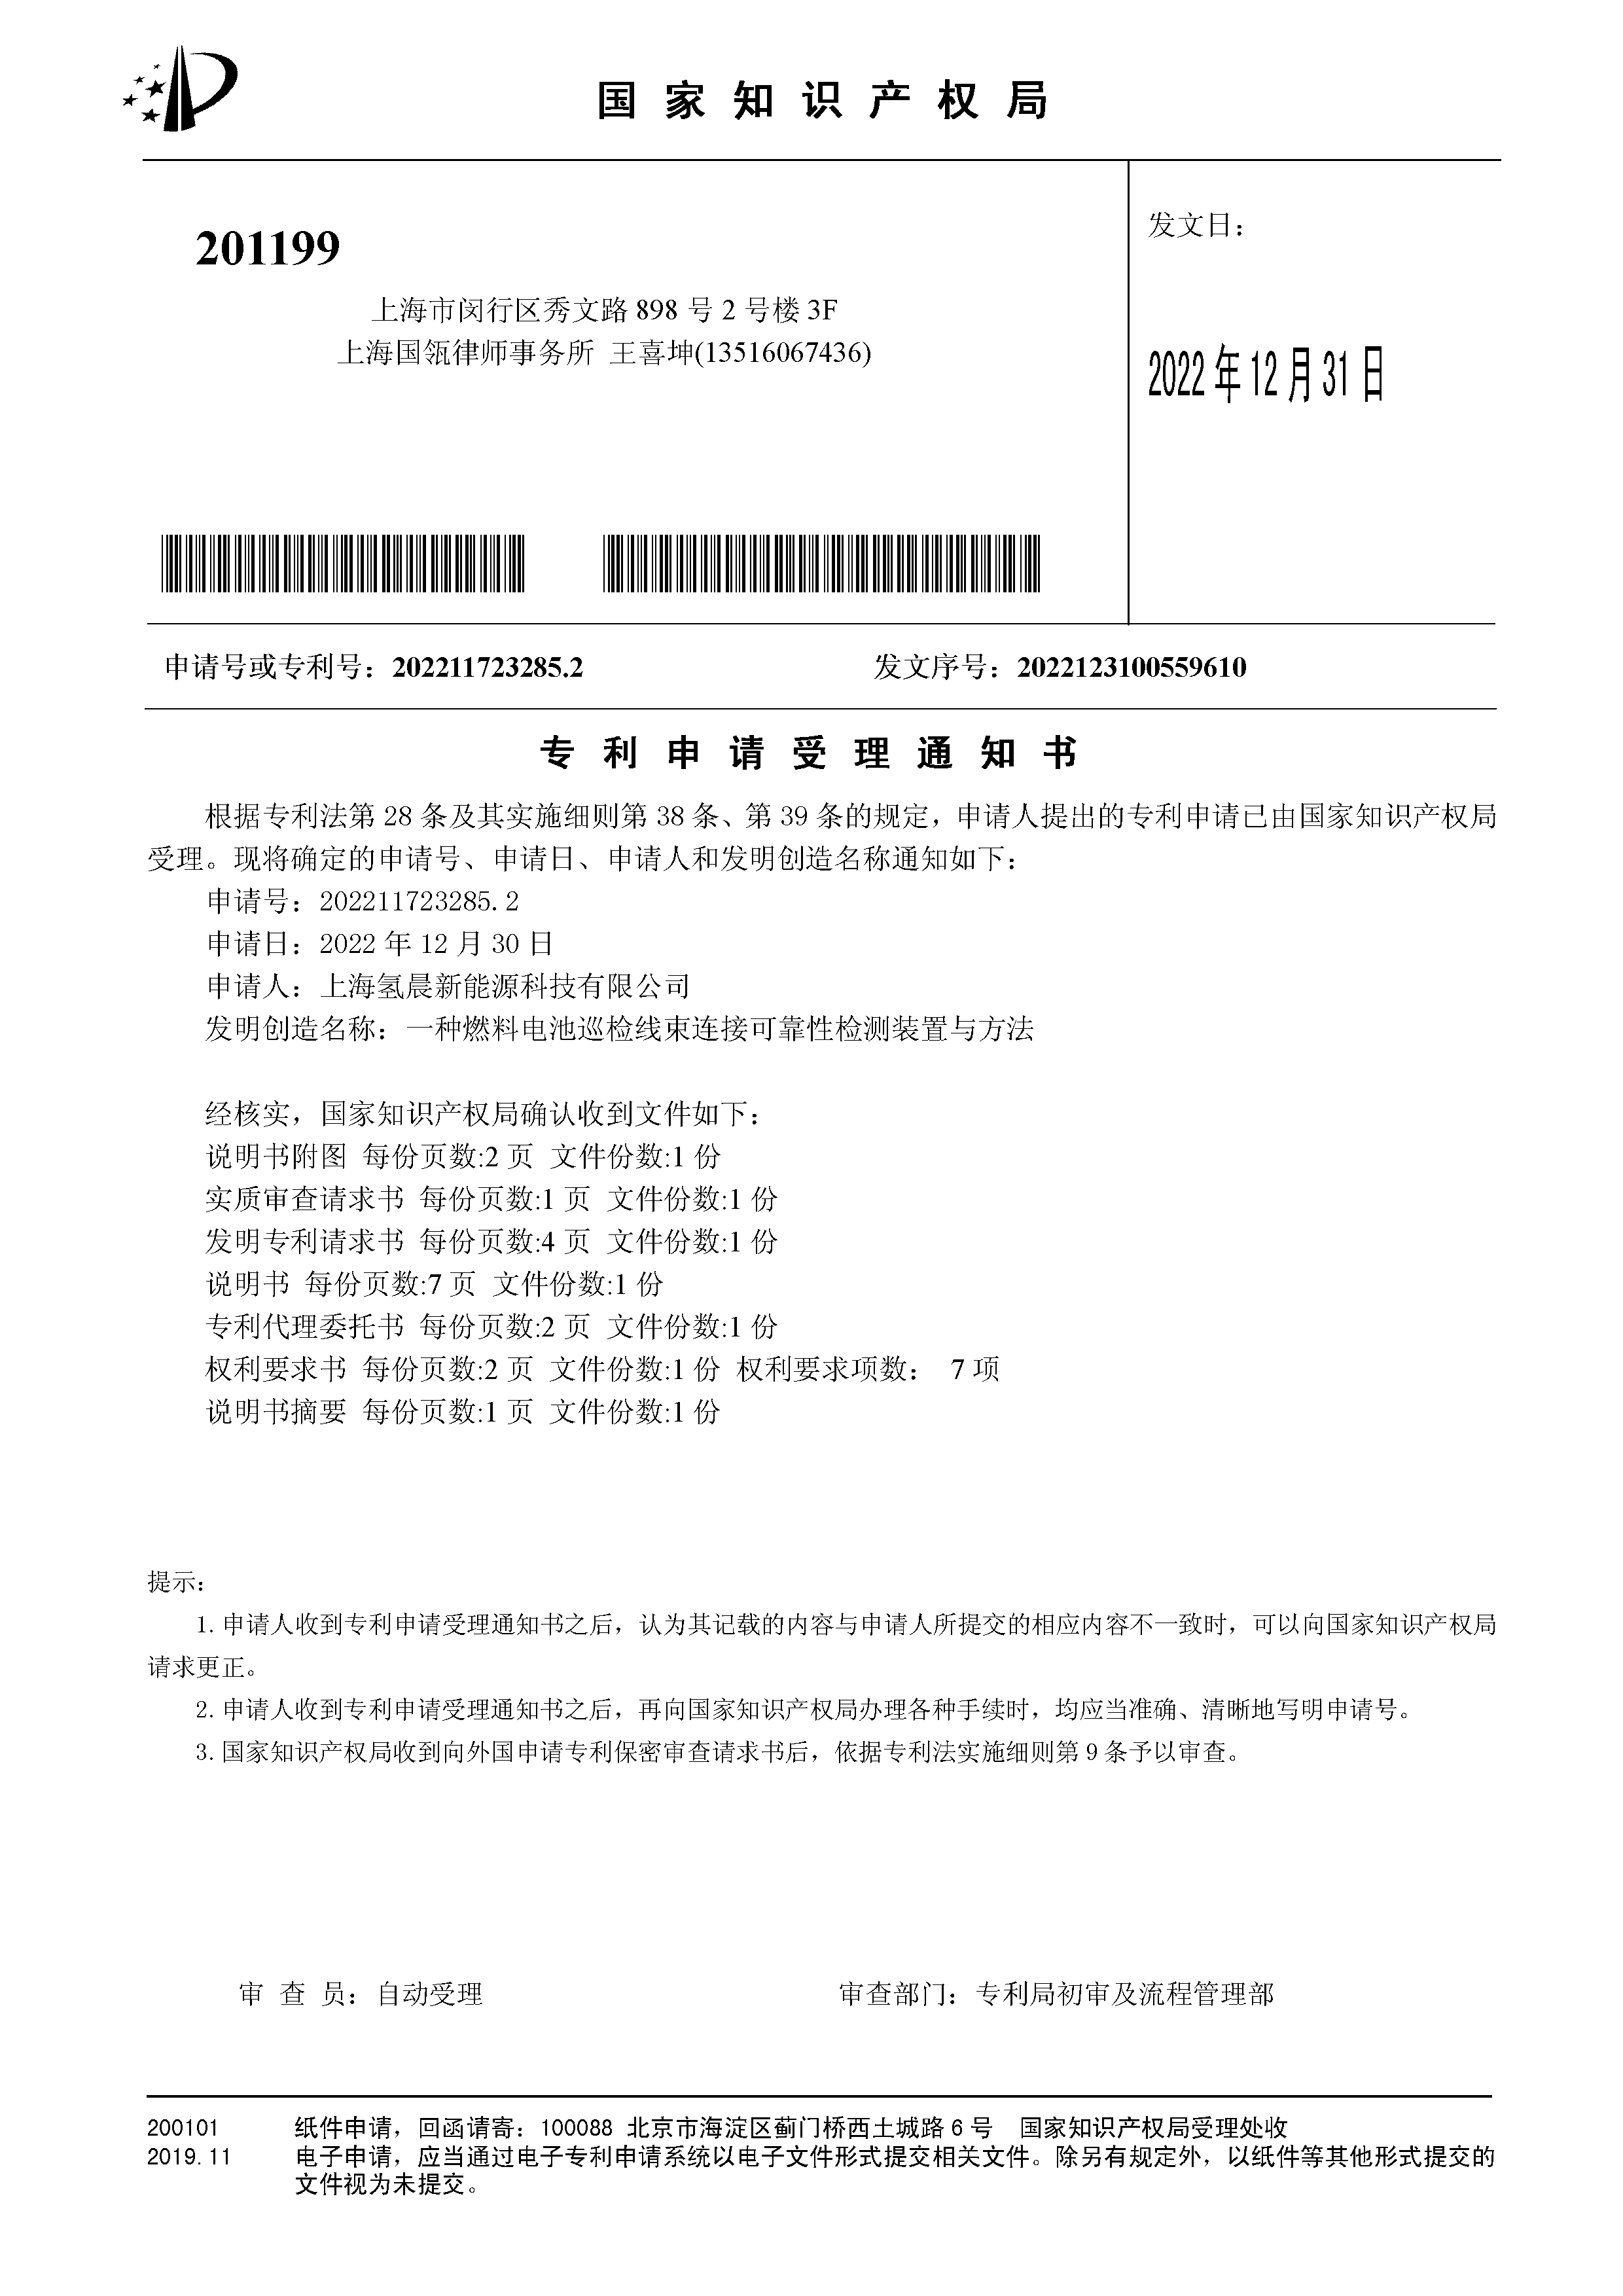 国家知识产权局
201199
上海市闵行区秀文路 898 号 2 号楼 3F
上海国瓴律师事务所 王喜坤(13516067436)
发文日：
2022 年 12 月 31 日
申请号或专利号：202211723285.2 发文序号：2022123100559610
专利申请受理通知书
根据专利法第 28 条及其实施细则第 38 条、第 39 条的规定，申请人提出的专利申请已由国家知识产权局
受理。现将确定的申请号、申请日、申请人和发明创造名称通知如下：
申请号：202211723285.2
申请日：2022 年 12 月 30 日
申请人：上海氢晨新能源科技有限公司
发明创造名称：一种燃料电池巡检线束连接可靠性检测装置与方法
经核实，国家知识产权局确认收到文件如下：
说明书附图 每份页数:2 页 文件份数:1 份
实质审查请求书 每份页数:1 页 文件份数:1 份
发明专利请求书 每份页数:4 页 文件份数:1 份
说明书 每份页数:7 页 文件份数:1 份
专利代理委托书 每份页数:2 页 文件份数:1 份
权利要求书 每份页数:2 页 文件份数:1 份 权利要求项数： 7 项
说明书摘要 每份页数:1 页 文件份数:1 份
提示：
1. 申请人收到专利申请受理通知书之后，认为其记载的内容与申请人所提交的相应内容不一致时，可以向国家知识产权局
请求更正。
2. 申请人收到专利申请受理通知书之后，再向国家知识产权局办理各种手续时，均应当准确、清晰地写明申请号。
3. 国家知识产权局收到向外国申请专利保密审查请求书后，依据专利法实施细则第 9 条予以审查。
审 查 员：自动受理 审查部门：专利局初审及流程管理部
200101 纸件申请，回函请寄：100088 北京市海淀区蓟门桥西土城路 6 号 国家知识产权局受理处收
2019.11 电子申请，应当通过电子专利申请系统以电子文件形式提交相关文件。除另有规定外，以纸件等其他形式提交的
文件视为未提交。